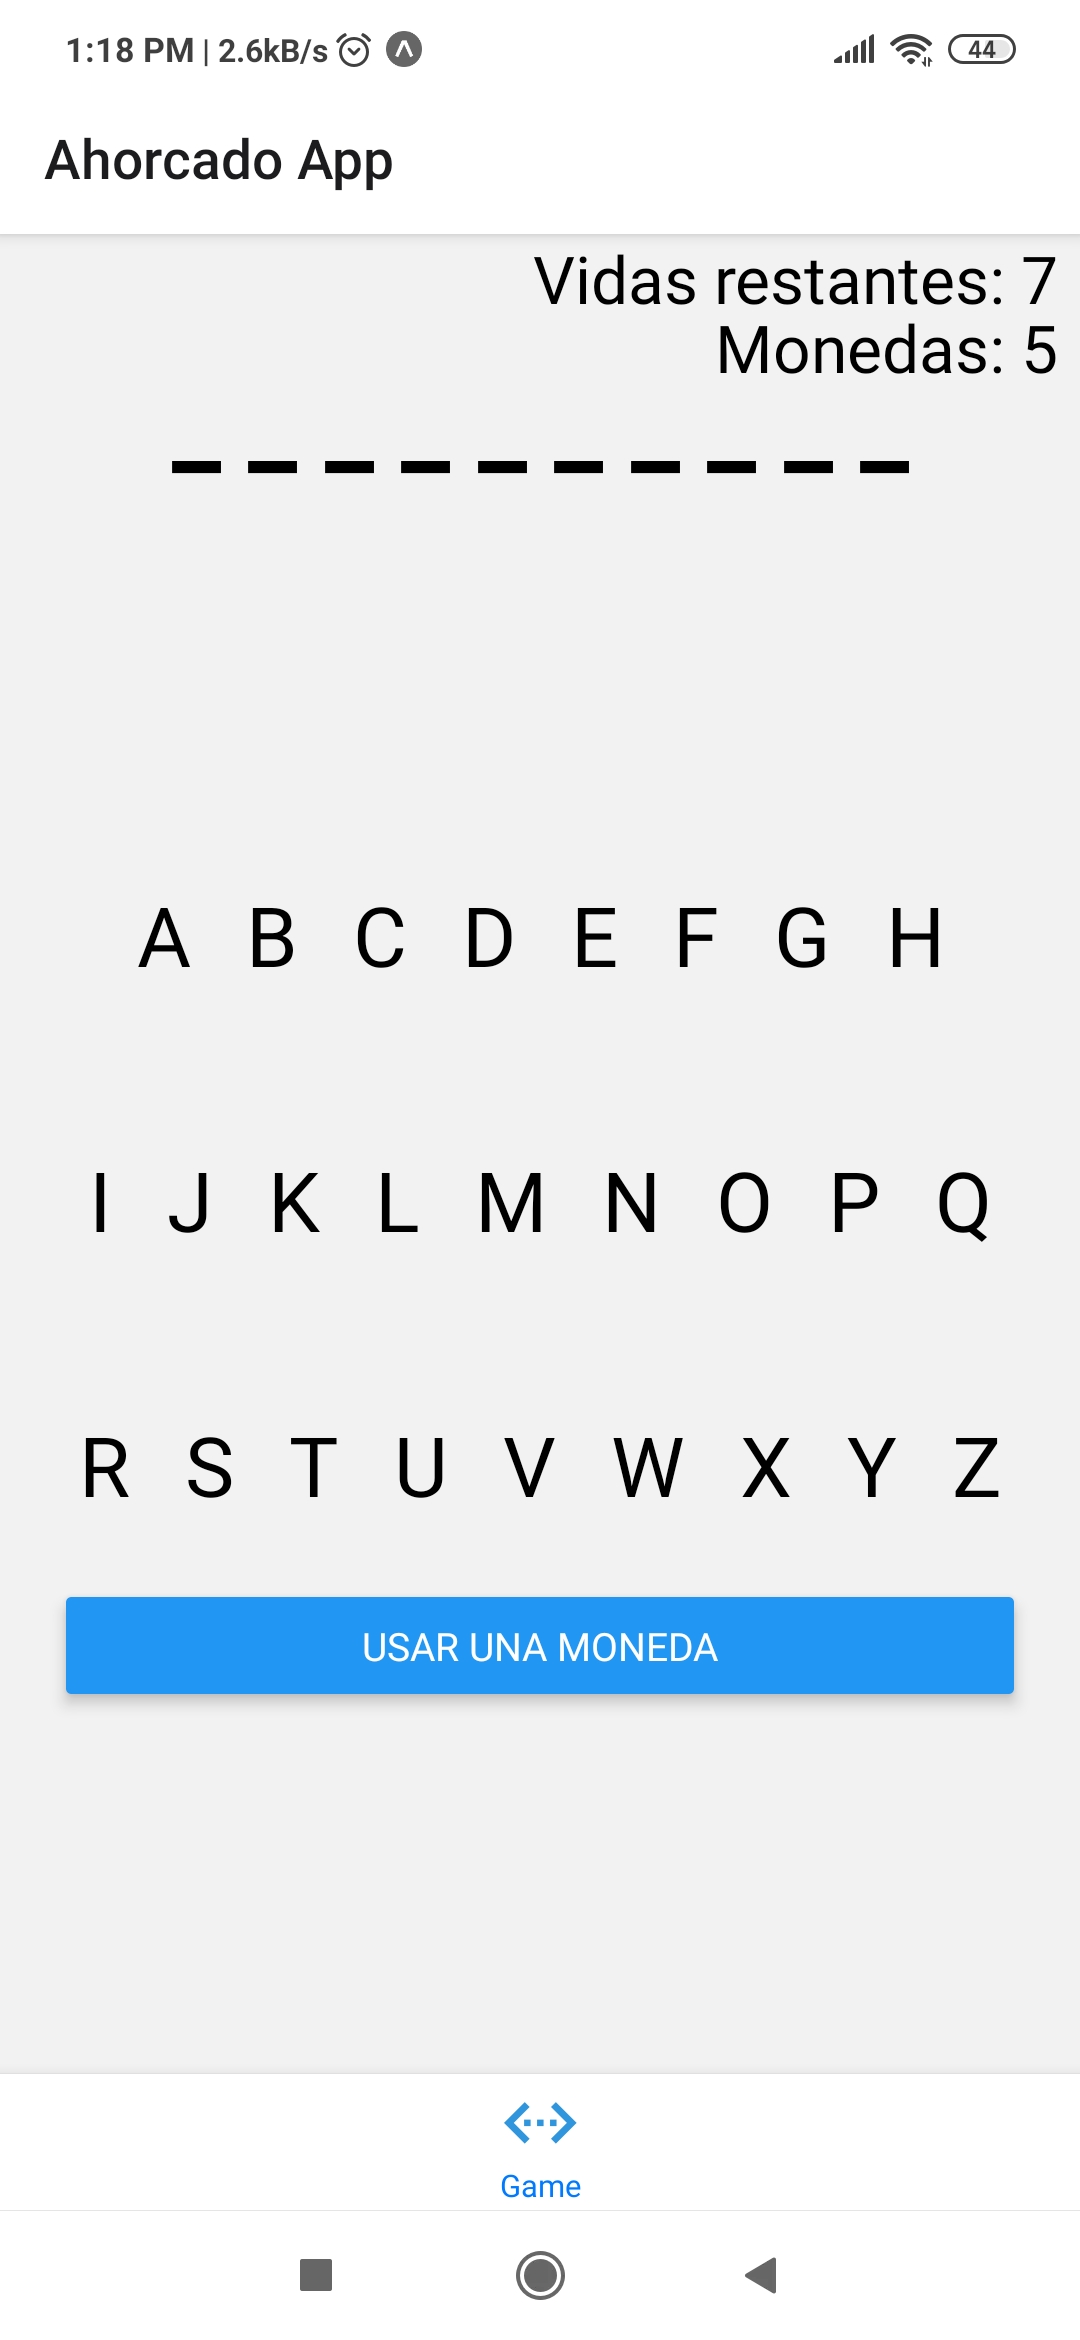 1:18 PM | 2.6kB/s 44
Ahorcado App
Vidas restantes: 7
Monedas: 5
_ _ _ _ _ _ _ _ _ _
A B C D E F G H
I J K L M N O P Q
R S T U V W X Y Z
USAR UNA MONEDA
Game